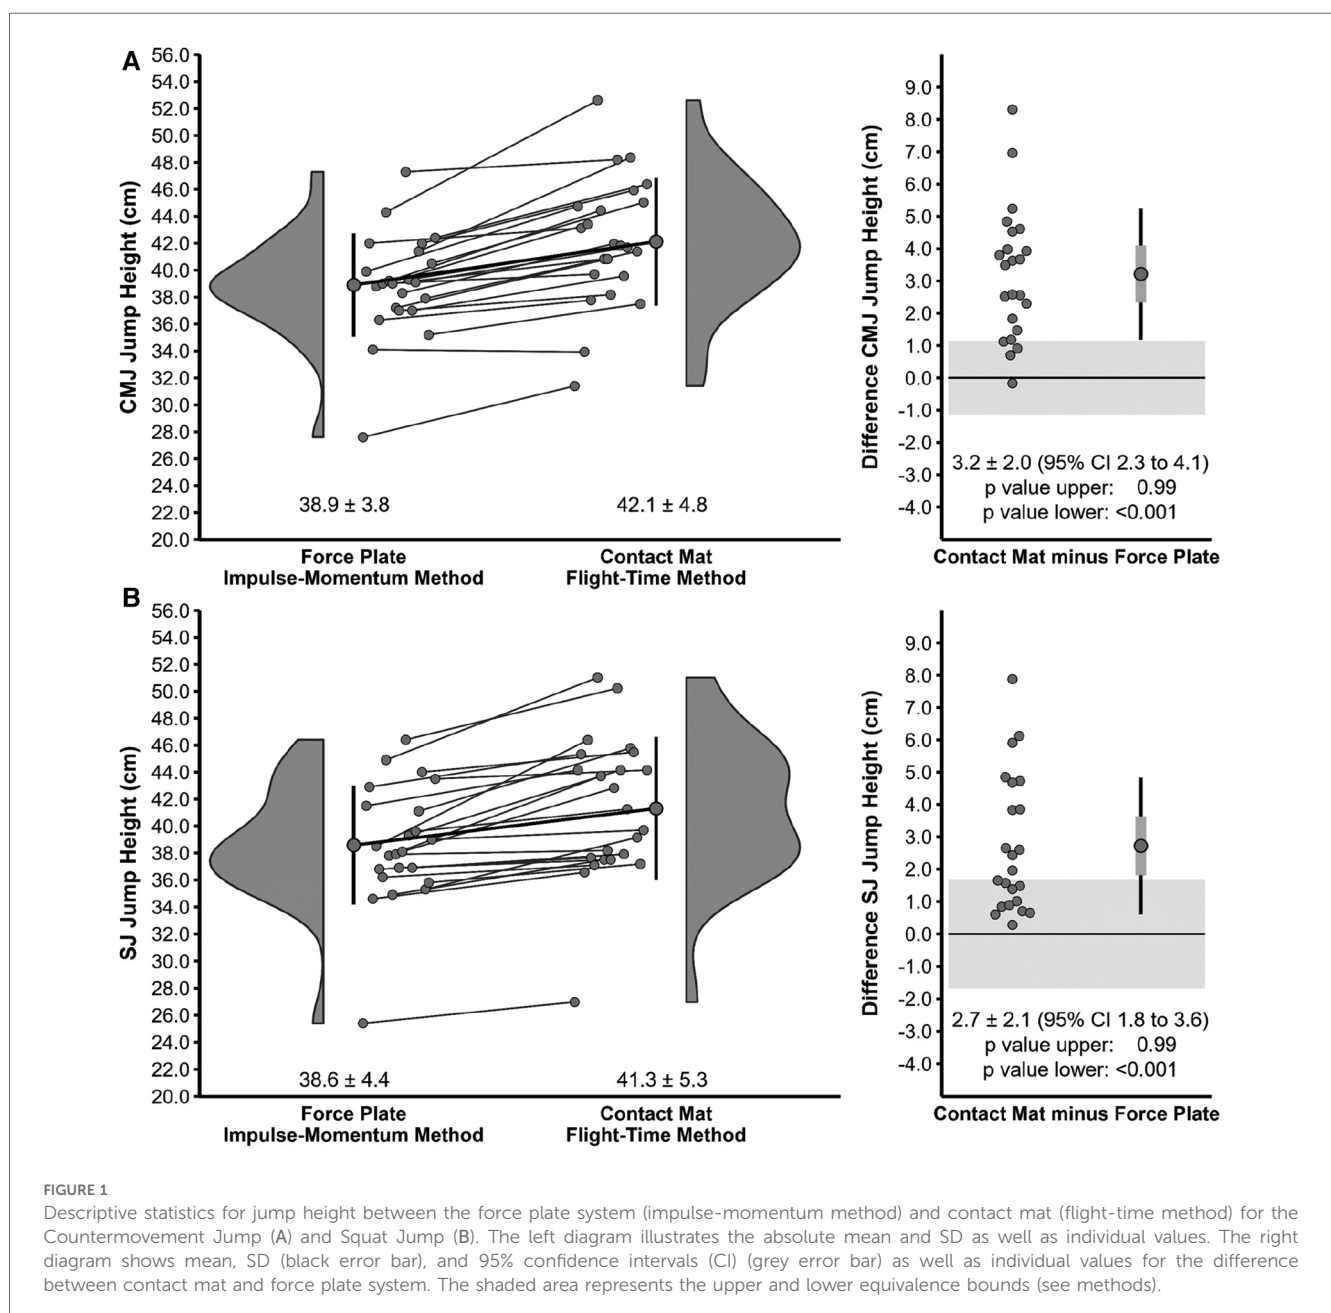 A
56.0
54.0
52.0
50.0
48.0
46.0
44.0
42.0
40.0
38.0
36.0
34.0
32.0
30.0
28.0
26.0
24.0
22.0
20.0
CMJ Jump Height (cm)
38.9 ± 3.8
42.1 ± 4.8
Force Plate
Impulse-Momentum Method
Contact Mat
Flight-Time Method
9.0
8.0
7.0
6.0
5.0
4.0
3.0
2.0
1.0
0.0
-1.0
-2.0
-3.0
-4.0
Difference CMJ Jump Height (cm)
3.2 ± 2.0 (95% CI 2.3 to 4.1)
p value upper: 0.99
p value lower: <0.001
Contact Mat minus Force Plate
B
56.0
54.0
52.0
50.0
48.0
46.0
44.0
42.0
40.0
38.0
36.0
34.0
32.0
30.0
28.0
26.0
24.0
22.0
20.0
SJ Jump Height (cm)
38.6 ± 4.4
41.3 ± 5.3
Force Plate
Impulse-Momentum Method
Contact Mat
Flight-Time Method
9.0
8.0
7.0
6.0
5.0
4.0
3.0
2.0
1.0
0.0
-1.0
-2.0
-3.0
-4.0
Difference SJ Jump Height (cm)
2.7 ± 2.1 (95% CI 1.8 to 3.6)
p value upper: 0.99
p value lower: <0.001
Contact Mat minus Force Plate
FIGURE 1
Descriptive statistics for jump height between the force plate system (impulse-momentum method) and contact mat (flight-time method) for the
Countermovement Jump (A) and Squat Jump (B). The left diagram illustrates the absolute mean and SD as well as individual values. The right
diagram shows mean, SD (black error bar), and 95% confidence intervals (CI) (grey error bar) as well as individual values for the difference
between contact mat and force plate system. The shaded area represents the upper and lower equivalence bounds (see methods).